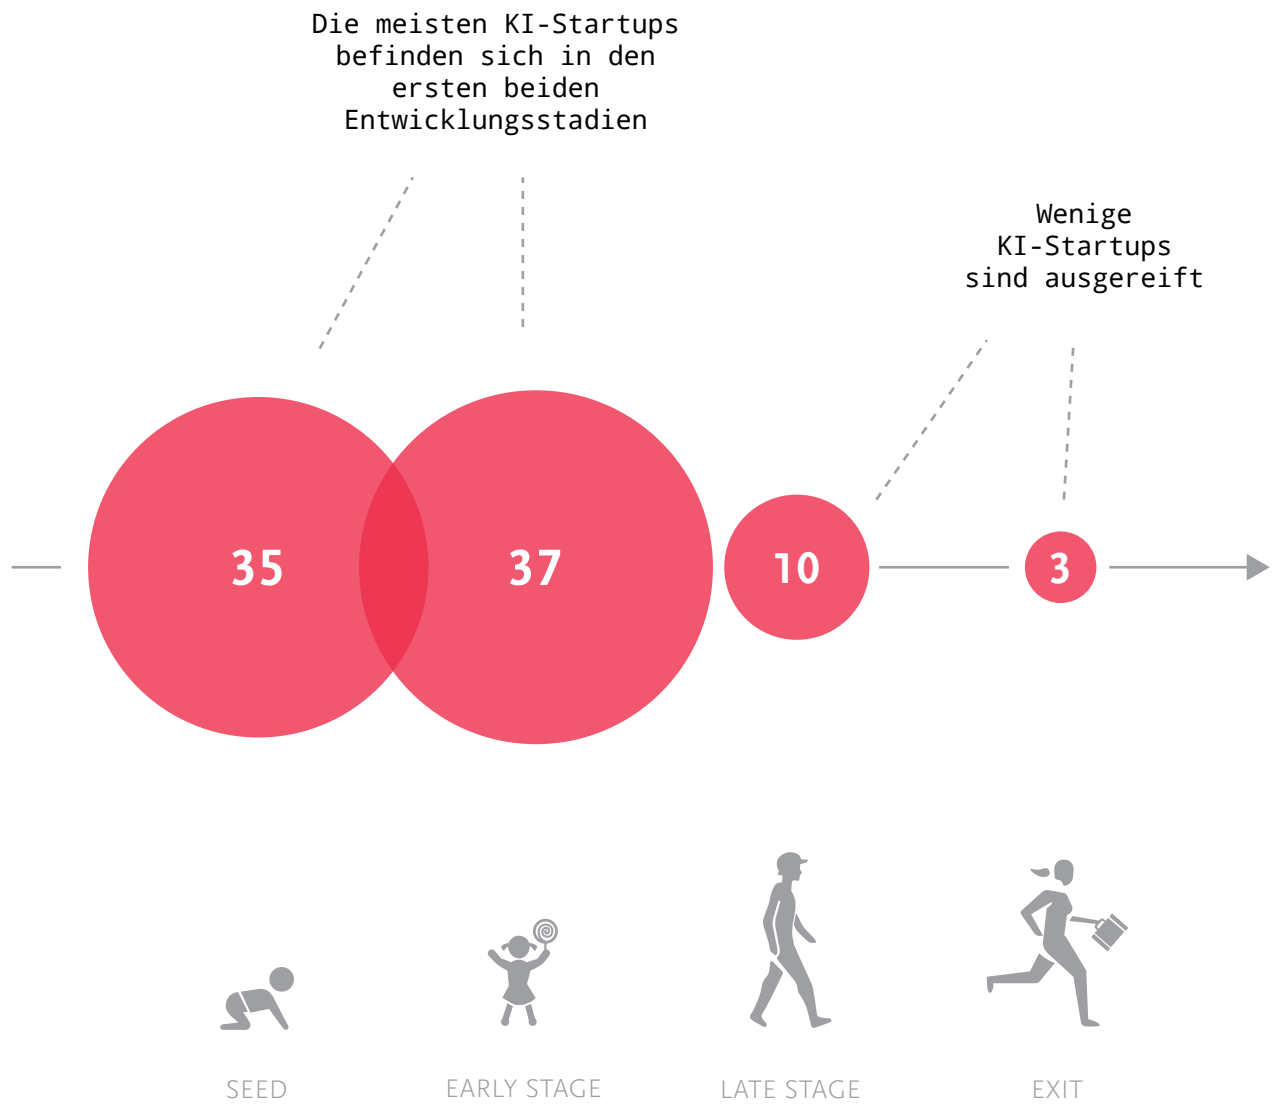 Die meisten KI-Startups
befinden sich in den
ersten beiden
Entwicklungsstadien
Wenige
KI-Startups
sind ausgereift
35
37
10
3
SEED
EARLY STAGE
LATE STAGE
EXIT